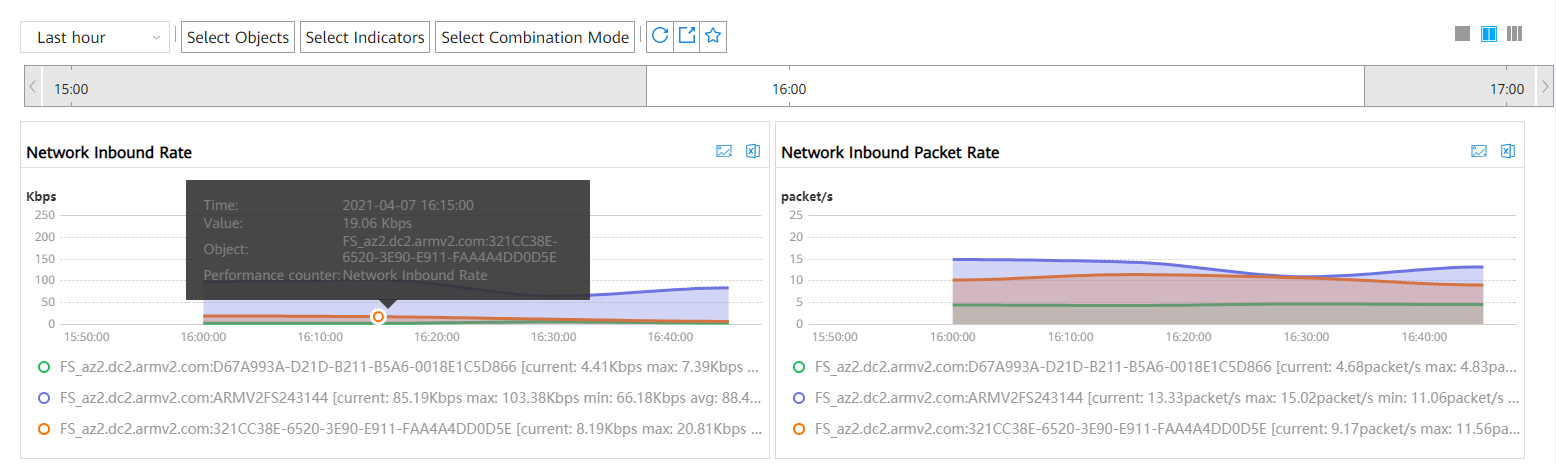 Last hour
Select Objects
Select Indicators
Select Combination Mode
15:00
16:00
17:00
Network Inbound Rate
Kbps
250
200
150
100
50
0
15:50:00
16:00:00
16:10:00
16:20:00
16:30:00
16:40:00
Time: 2021-04-07 16:15:00
Value: 19.06 Kbps
Object: FS_az2.dc2.armv2.com:321CC38E-
6520-3E90-E911-FAA4A4DD0D5E
Performance counter: Network Inbound Rate
FS_az2.dc2.armv2.com:D67A993A-D21D-B211-B5A6-0018E1C5D866 [current: 4.41Kbps max: 7.39Kbps ...
FS_az2.dc2.armv2.com:ARMV2FS243144 [current: 85.19Kbps max: 103.38Kbps min: 66.18Kbps avg: 88.4...
FS_az2.dc2.armv2.com:321CC38E-6520-3E90-E911-FAA4A4DD0D5E [current: 8.19Kbps max: 20.81Kbps ...
Network Inbound Packet Rate
packet/s
25
20
15
10
5
0
15:50:00
16:00:00
16:10:00
16:20:00
16:30:00
16:40:00
FS_az2.dc2.armv2.com:D67A993A-D21D-B211-B5A6-0018E1C5D866 [current: 4.68packet/s max: 4.83pa...
FS_az2.dc2.armv2.com:ARMV2FS243144 [current: 13.33packet/s max: 15.02packet/s min: 11.06packet/s ...
FS_az2.dc2.armv2.com:321CC38E-6520-3E90-E911-FAA4A4DD0D5E [current: 9.17packet/s max: 11.56pa...